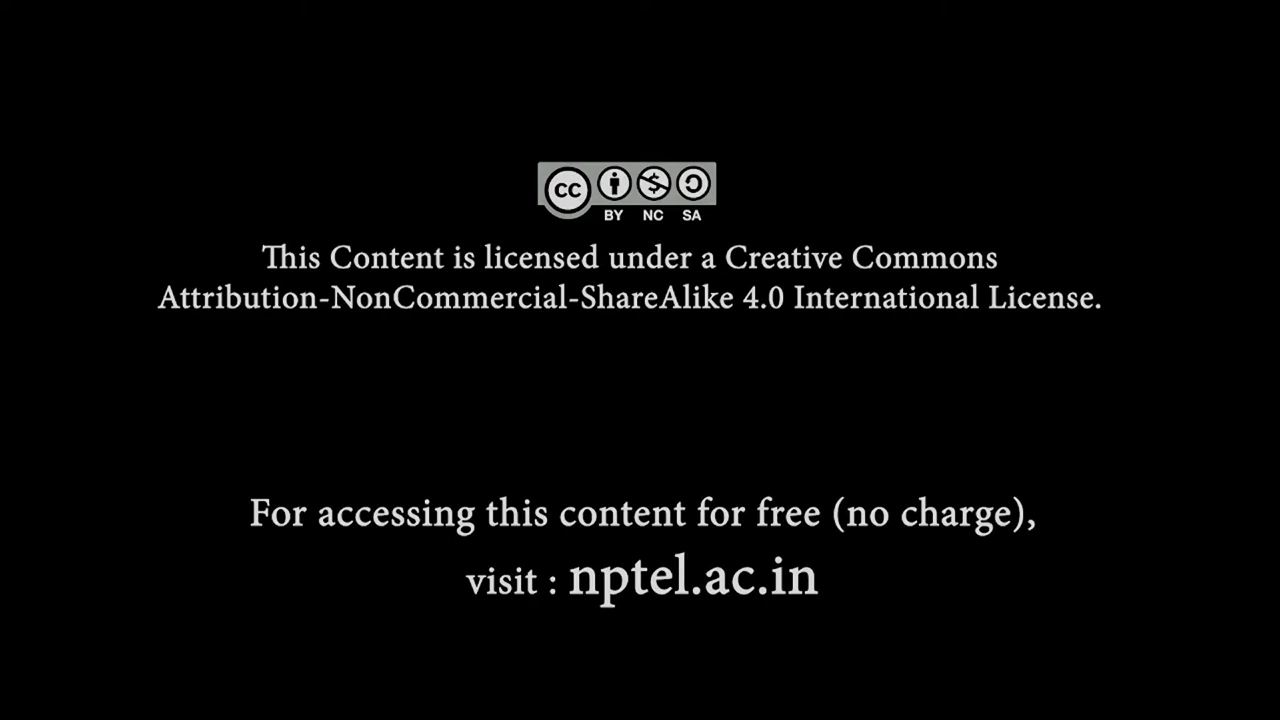 CC
BY NC SA
This Content is licensed under a Creative Commons
Attribution-NonCommercial-ShareAlike 4.0 International License.
For accessing this content for free (no charge),
visit : nptel.ac.in